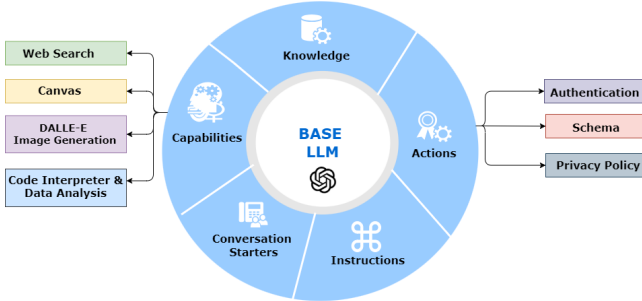 Knowledge
Web Search
Canvas
DALLE-E
Image Generation
Code Interpreter &
Data Analysis
Capabilities
BASE
LLM
Actions
Authentication
Schema
Privacy Policy
Conversation
Starters
Instructions